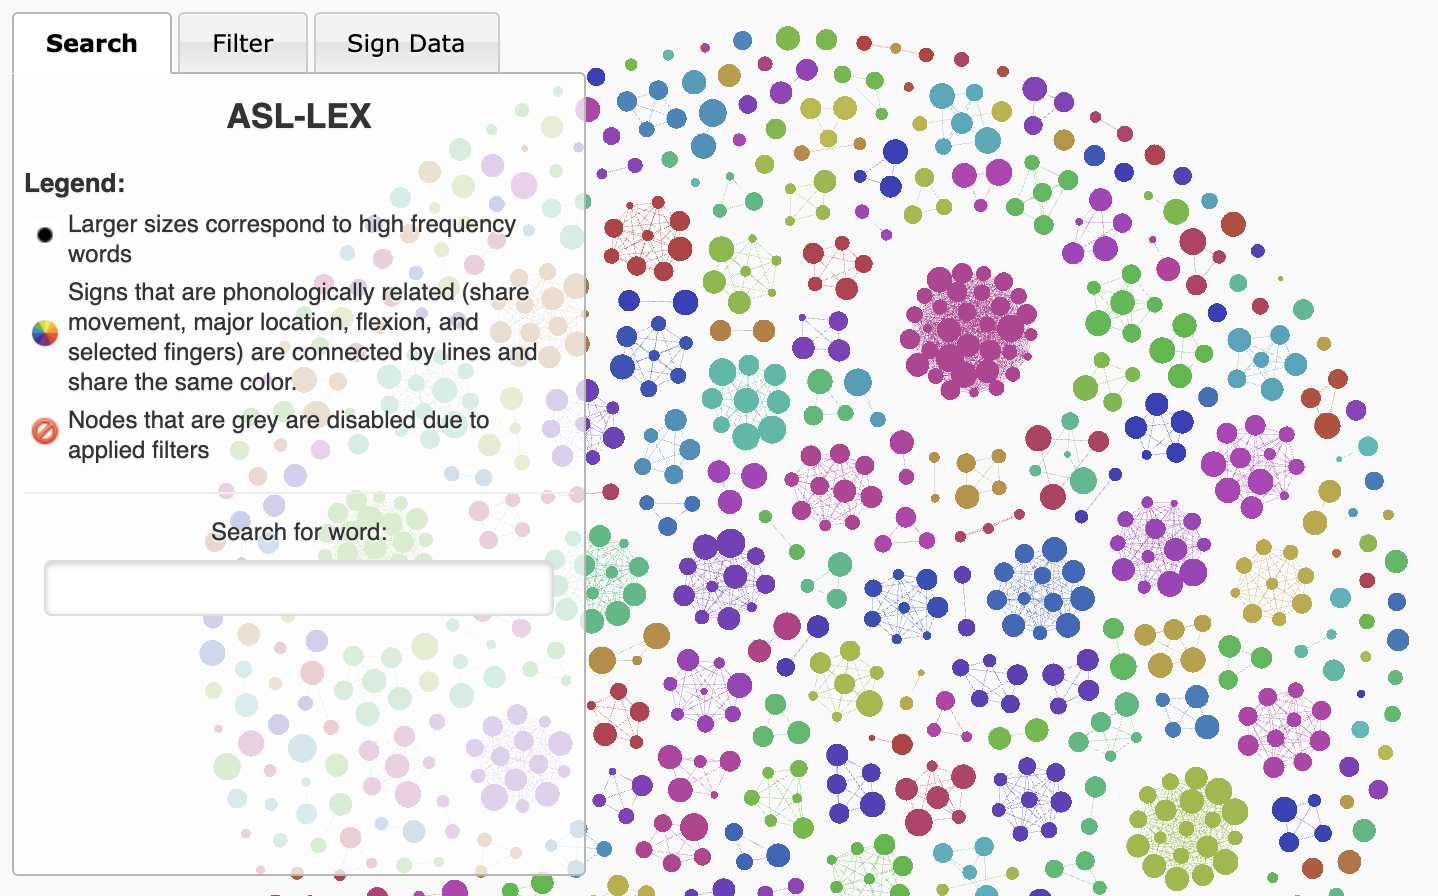 Search
Filter
Sign Data
ASL-LEX
Legend:
Larger sizes correspond to high frequency
words
Signs that are phonologically related (share
movement, major location, flexion, and
selected fingers) are connected by lines and
share the same color.
Nodes that are grey are disabled due to
applied filters
Search for word: